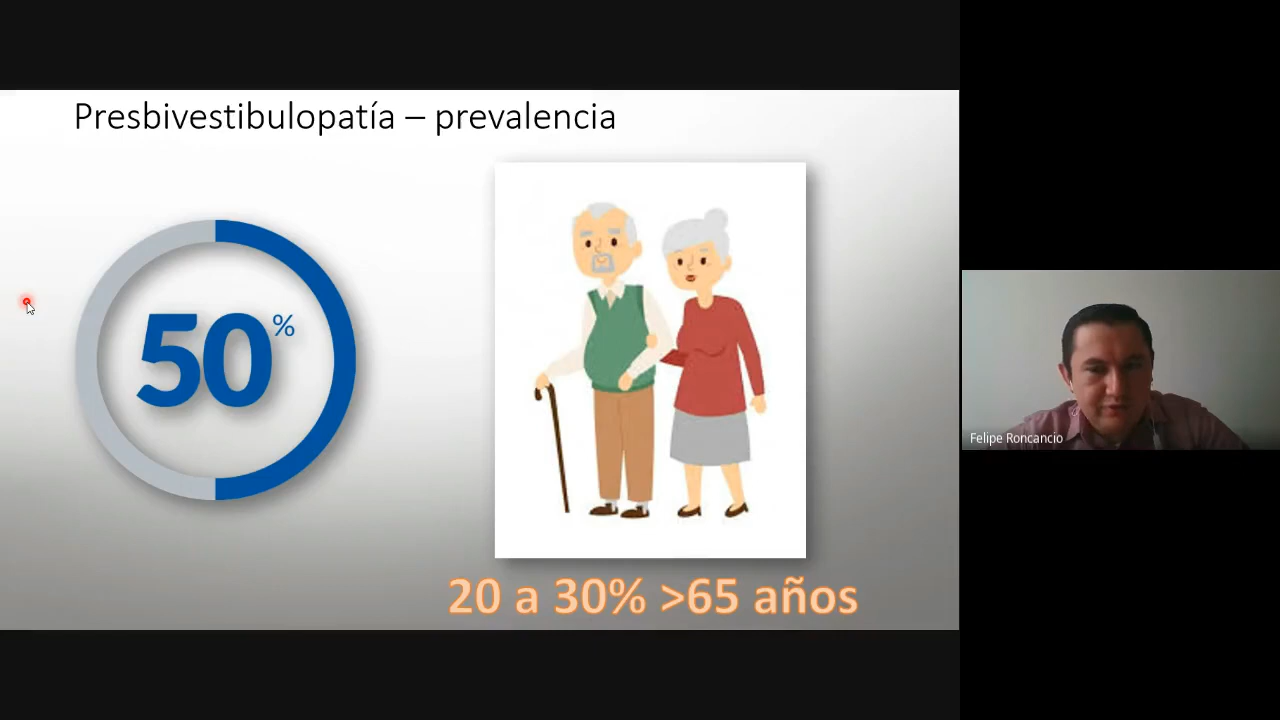 Presbivestibulopatía – prevalencia
50%
20 a 30% >65 años
Felipe Roncancio